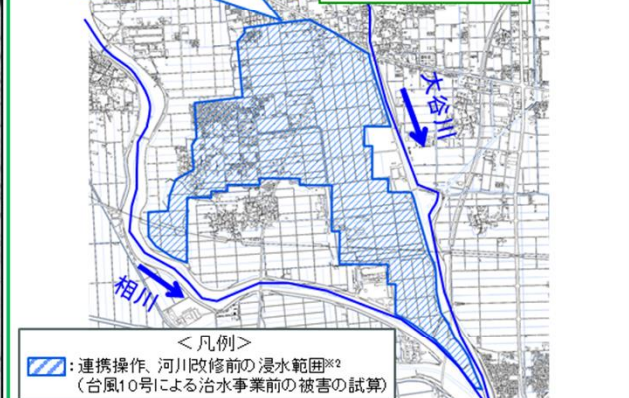 大谷川
相川
＜凡例＞
：連携操作、河川改修前の浸水範囲※2
（台風10号による治水事業前の被害の試算）